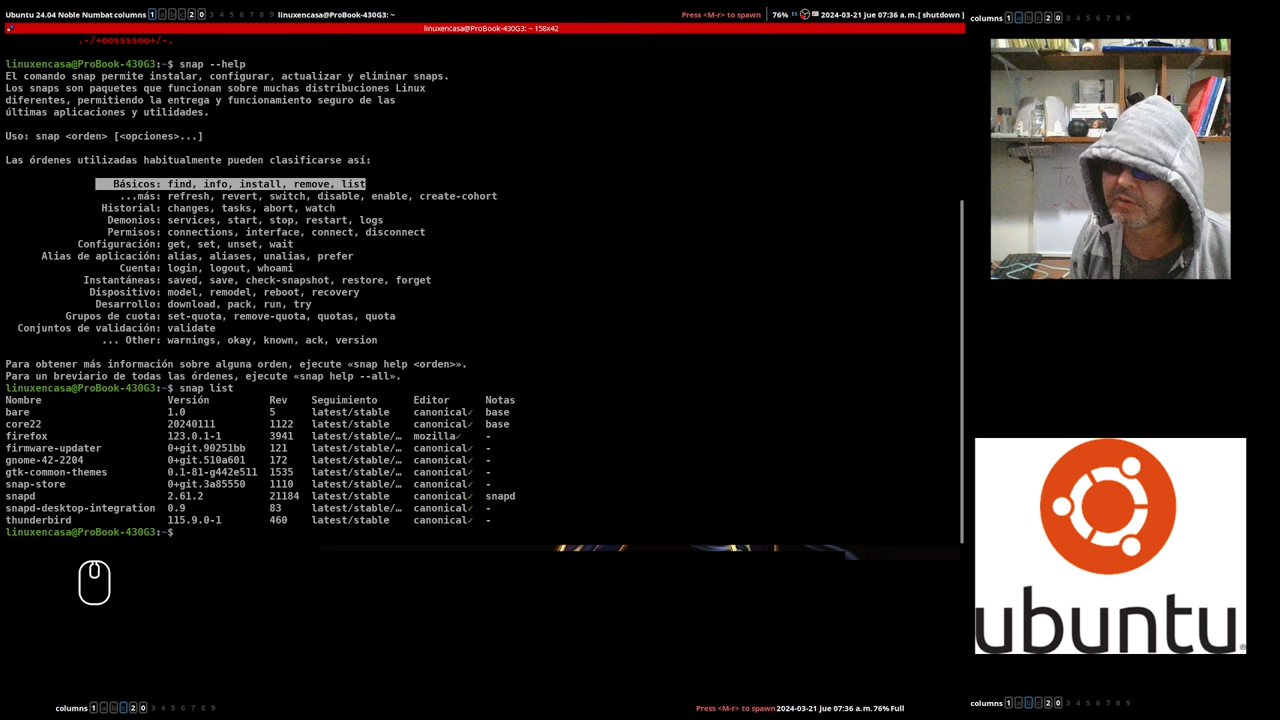 Ubuntu 24.04 Noble Numbat columns 1 a b c 2 0 3 4 5 6 7 8 9 linuxencasa@ProBook-430G3: ~
Press <M-r> to spawn 76% ES 2024-03-21 jue 07:36 a. m. [ shutdown ]
columns 1 a b c 2 0 3 4 5 6 7 8 9
linuxencasa@ProBook-430G3: ~ 158x42
.-/+oossssoo+/-.
linuxencasa@ProBook-430G3:~$ snap --help
El comando snap permite instalar, configurar, actualizar y eliminar snaps.
Los snaps son paquetes que funcionan sobre muchas distribuciones Linux
diferentes, permitiendo la entrega y funcionamiento seguro de las
últimas aplicaciones y utilidades.
Uso: snap <orden> [<opciones>...]
Las órdenes utilizadas habitualmente pueden clasificarse así:
Básicos: find, info, install, remove, list
...más: refresh, revert, switch, disable, enable, create-cohort
Historial: changes, tasks, abort, watch
Demonios: services, start, stop, restart, logs
Permisos: connections, interface, connect, disconnect
Configuración: get, set, unset, wait
Alias de aplicación: alias, aliases, unalias, prefer
Cuenta: login, logout, whoami
Instantáneas: saved, save, check-snapshot, restore, forget
Dispositivo: model, remodel, reboot, recovery
Desarrollo: download, pack, run, try
Grupos de cuota: set-quota, remove-quota, quotas, quota
Conjuntos de validación: validate
... Other: warnings, okay, known, ack, version
Para obtener más información sobre alguna orden, ejecute «snap help <orden>».
Para un breviario de todas las órdenes, ejecute «snap help --all».
linuxencasa@ProBook-430G3:~$ snap list
Nombre Versión Rev Seguimiento Editor Notas
bare 1.0 5 latest/stable canonical✓ base
core22 20240111 1122 latest/stable canonical✓ base
firefox 123.0.1-1 3941 latest/stable/… mozilla✓ -
firmware-updater 0+git.90251bb 121 latest/stable/… canonical✓ -
gnome-42-2204 0+git.510a601 172 latest/stable/… canonical✓ -
gtk-common-themes 0.1-81-g442e511 1535 latest/stable/… canonical✓ -
snap-store 0+git.3a85550 1110 latest/stable/… canonical✓ -
snapd 2.61.2 21184 latest/stable canonical✓ snapd
snapd-desktop-integration 0.9 83 latest/stable/… canonical✓ -
thunderbird 115.9.0-1 460 latest/stable canonical✓ -
linuxencasa@ProBook-430G3:~$
ubuntu®
columns 1 a b c 2 0 3 4 5 6 7 8 9
Press <M-r> to spawn 2024-03-21 jue 07:36 a. m. 76% Full
columns 1 a b c 2 0 3 4 5 6 7 8 9